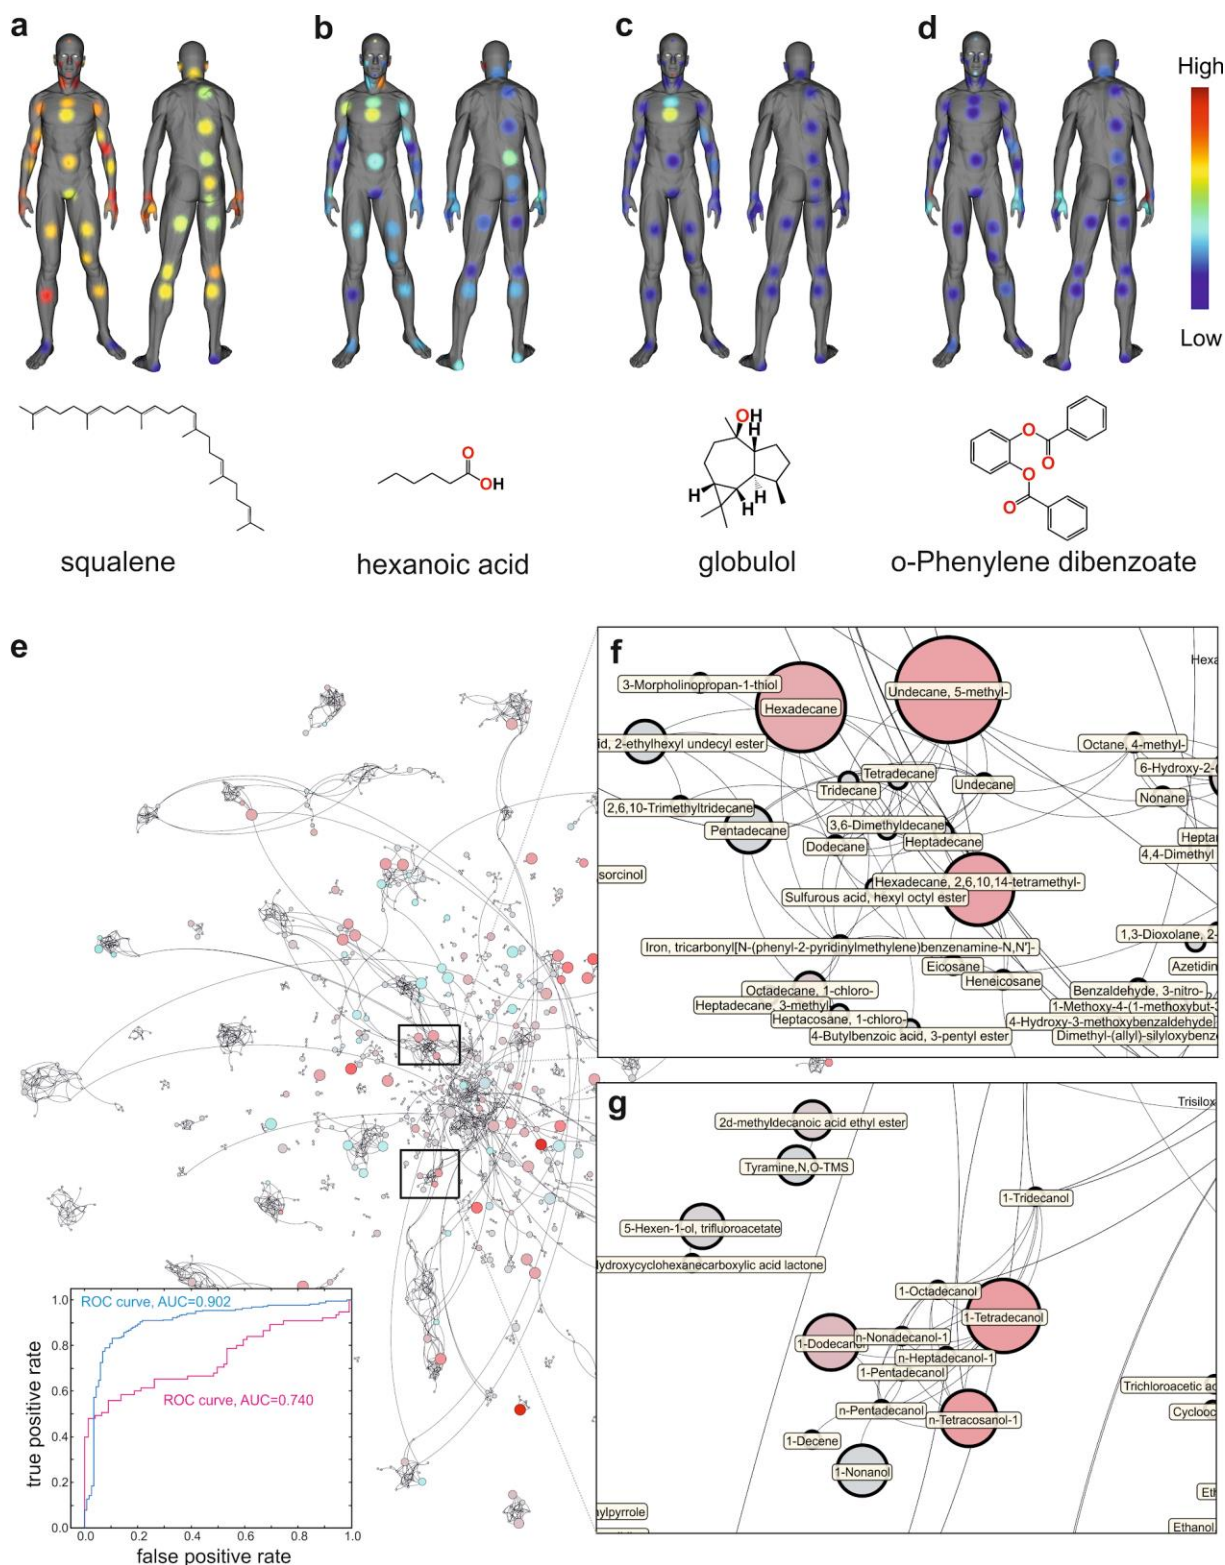 a
b
c
d
High
Low
O
OH
OH
H
H
H
H
O
O
O
O
squalene
hexanoic acid
globulol
o-Phenylene dibenzoate
e
f
3-Morpholinopropan-1-thiol
Hexadecane
Undecane, 5-methyl-
Hexa
id, 2-ethylhexyl undecyl ester
Octane, 4-methyl-
Tetradecane
Tridecane
Undecane
6-Hydroxy-2-
2,6,10-Trimethyltridecane
Nonane
Pentadecane
3,6-Dimethyldecane
Dodecane
Heptadecane
Heptan
4,4-Dimethyl
sorcinol
Hexadecane, 2,6,10,14-tetramethyl-
Sulfurous acid, hexyl octyl ester
1,3-Dioxolane, 2-
Iron, tricarbonyl[N-(phenyl-2-pyridinylmethylene)benzenamine-N,N']-
Eicosane
Azetidin
Octadecane, 1-chloro-
Heneicosane
Benzaldehyde, 3-nitro-
Heptadecane, 3-methyl
1-Methoxy-4-(1-methoxybut-3
Heptacosane, 1-chloro-
4-Hydroxy-3-methoxybenzaldehyde
4-Butylbenzoic acid, 3-pentyl ester
Dimethyl-(allyl)-silyloxybenze
g
Trisilox
2d-methyldecanoic acid ethyl ester
Tyramine,N,O-TMS
1-Tridecanol
5-Hexen-1-ol, trifluoroacetate
lydroxycyclohexanecarboxylic acid lactone
1-Octadecanol
1-Tetradecanol
1-Dodecanol
n-Nonadecanol-1
n-Heptadecanol-1
1-Pentadecanol
Trichloroacetic ac
n-Pentadecanol
n-Tetracosanol-1
Cyclooc
1-Decene
1-Nonanol
Eth
nylpyrrole
Ethanol,
ROC curve, AUC=0.902
ROC curve, AUC=0.740
true positive rate
1.0
0.8
0.6
0.4
0.2
0.0
0.0
0.2
0.4
0.6
0.8
1.0
false positive rate